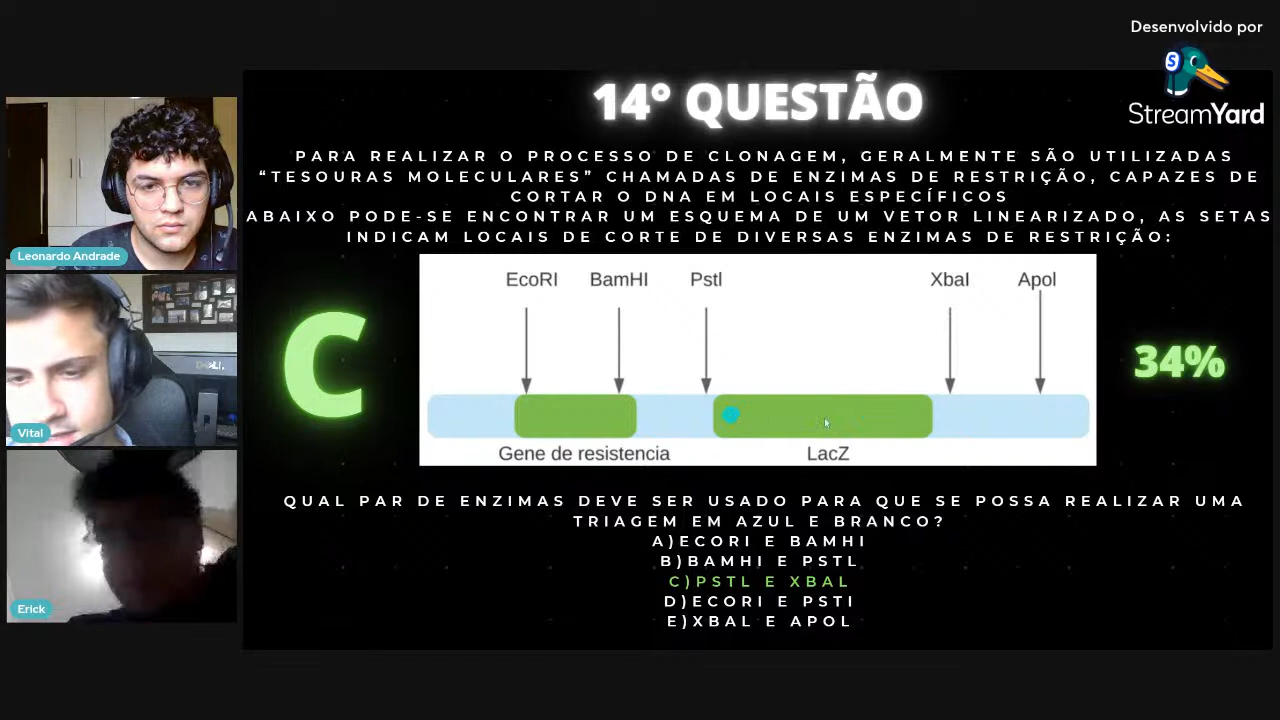 Desenvolvido por
StreamYard
14° QUESTÃO
PARA REALIZAR O PROCESSO DE CLONAGEM, GERALMENTE SÃO UTILIZADAS
“TESOURAS MOLECULARES” CHAMADAS DE ENZIMAS DE RESTRIÇÃO, CAPAZES DE
CORTAR O DNA EM LOCAIS ESPECÍFICOS
ABAIXO PODE-SE ENCONTRAR UM ESQUEMA DE UM VETOR LINEARIZADO, AS SETAS
INDICAM LOCAIS DE CORTE DE DIVERSAS ENZIMAS DE RESTRIÇÃO:
EcoRI BamHI PstI XbaI ApoI
C
34%
Gene de resistencia LacZ
QUAL PAR DE ENZIMAS DEVE SER USADO PARA QUE SE POSSA REALIZAR UMA
TRIAGEM EM AZUL E BRANCO?
A)ECORI E BAMHI
B)BAMHI E PSTL
C)PSTL E XBAL
D)ECORI E PSTI
E)XBAL E APOL
Leonardo Andrade
DELL
Vital
Erick